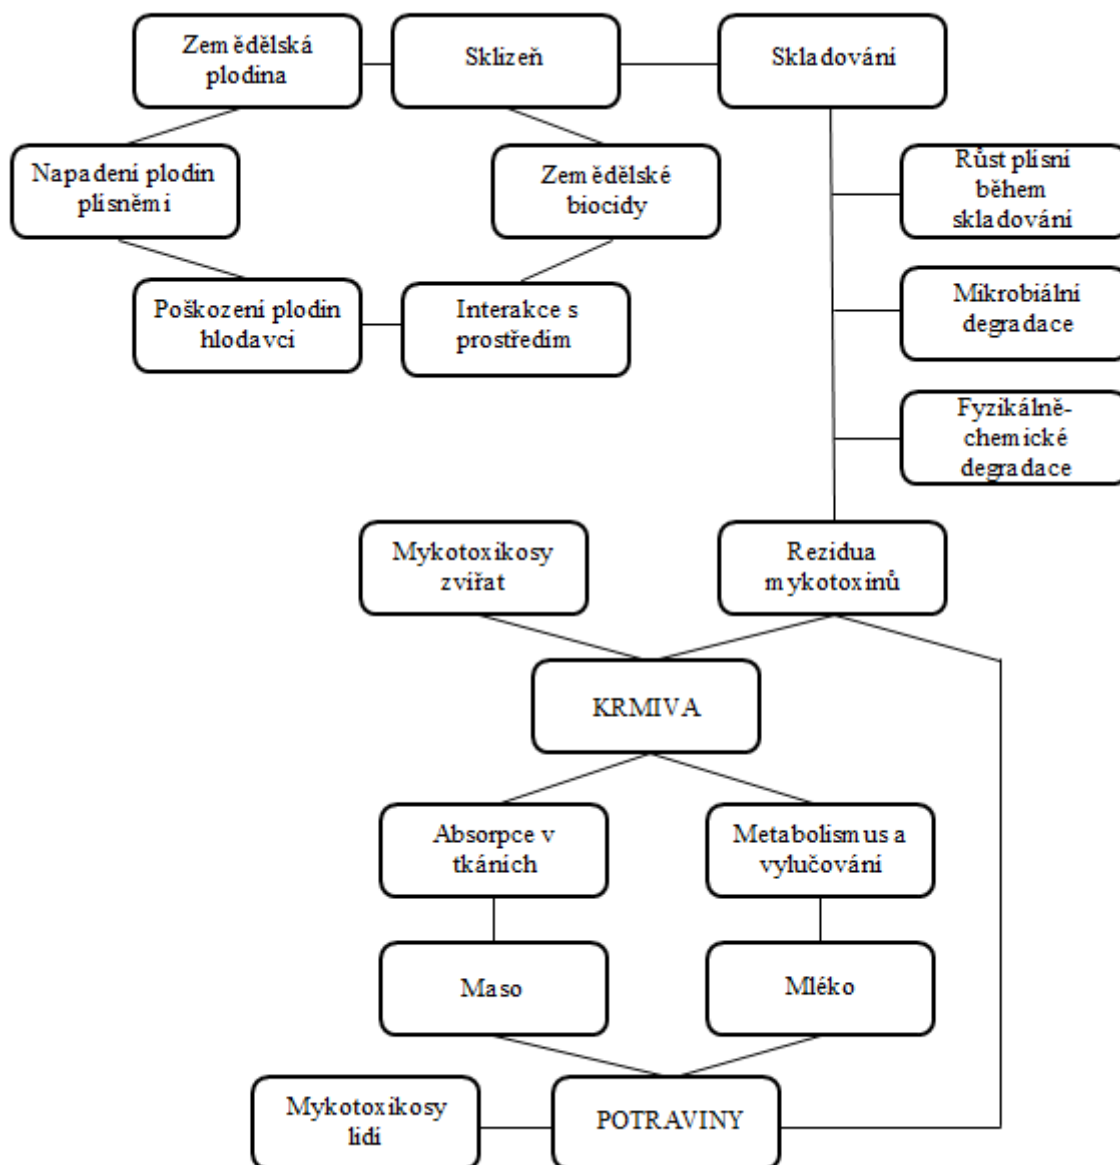 Zemědělská
plodina
Sklizeň
Skladování
Napadení plodin
plísněmi
Zemědělské
biocidy
Růst plísní
během
skladování
Poškození plodin
hlodavci
Interakce s
prostředím
Mikrobiální
degradace
Fyzikálně-
chemické
degradace
Mykotoxikosy
zvířat
Rezidua
mykotoxinů
KRMIVA
Absorpce v
tkáních
Metabolismus a
vylučování
Maso
Mléko
Mykotoxikosy
lidí
POTRAVINY